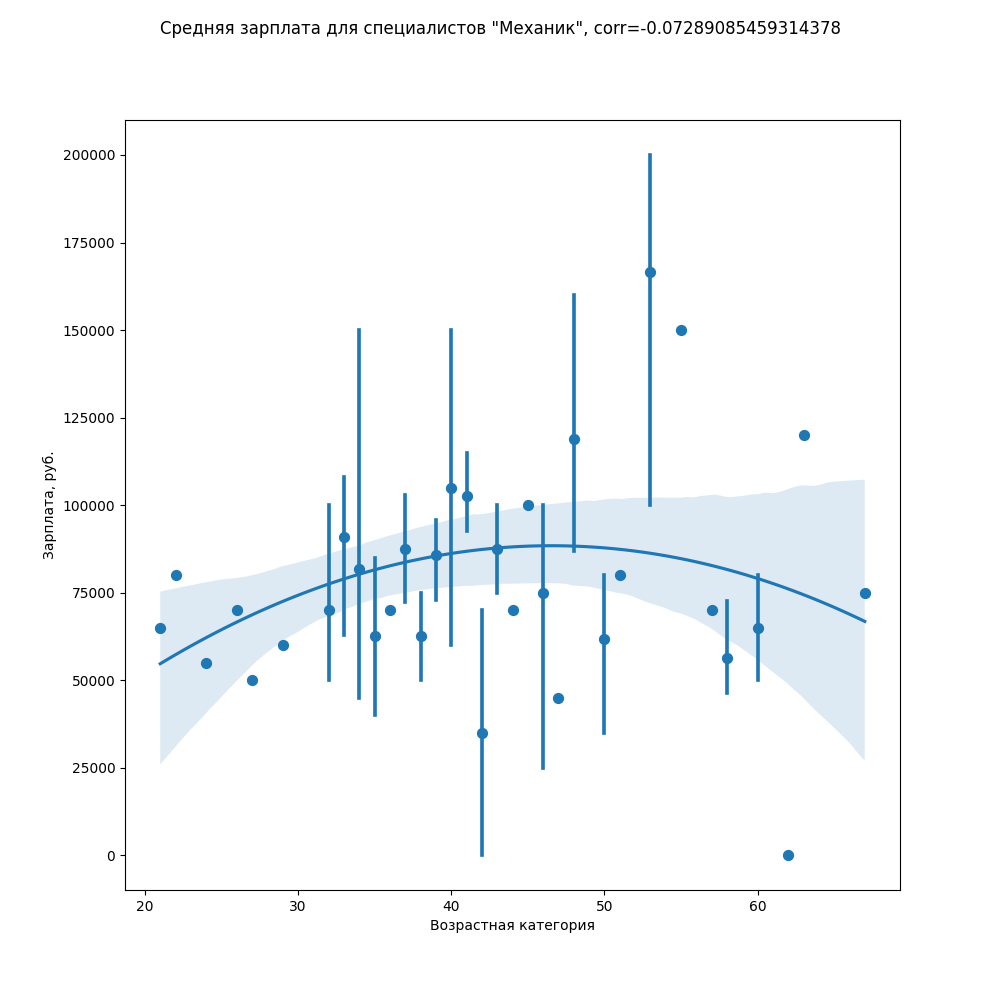 Средняя зарплата для специалистов "Механик", corr=-0.07289085459314378
200000
175000
150000
125000
100000
75000
50000
25000
0
Зарплата, руб.
20 30 40 50 60
Возрастная категория